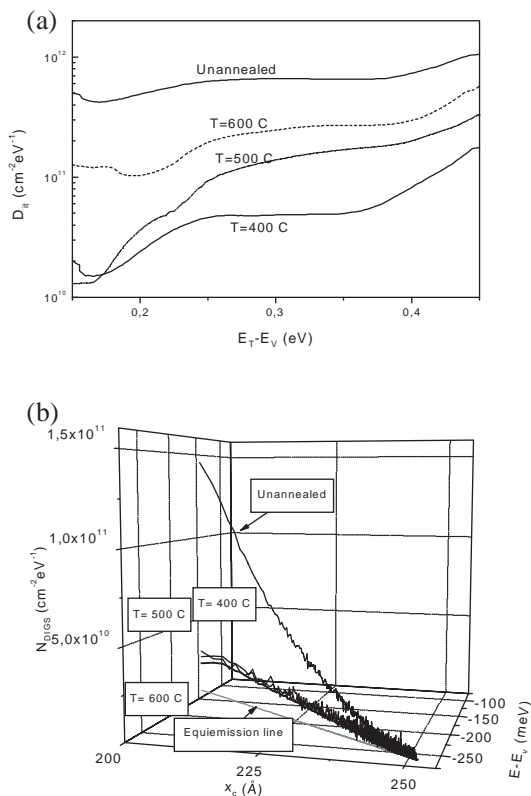 (a)
10¹²
Unannealed
T=600 C
T=500 C
T=400 C
10¹¹
10¹⁰
D_it (cm⁻²eV⁻¹)
0,2
0,3
0,4
E_T-E_V (eV)
(b)
1,5x10¹¹
1,0x10¹¹
5,0x10¹⁰
N_DIGS (cm⁻²eV⁻¹)
Unannealed
T= 400 C
T= 500 C
T= 600 C
Equiemission line
200
225
250
x_c (Å)
-100
-150
-200
-250
E-E_v (meV)